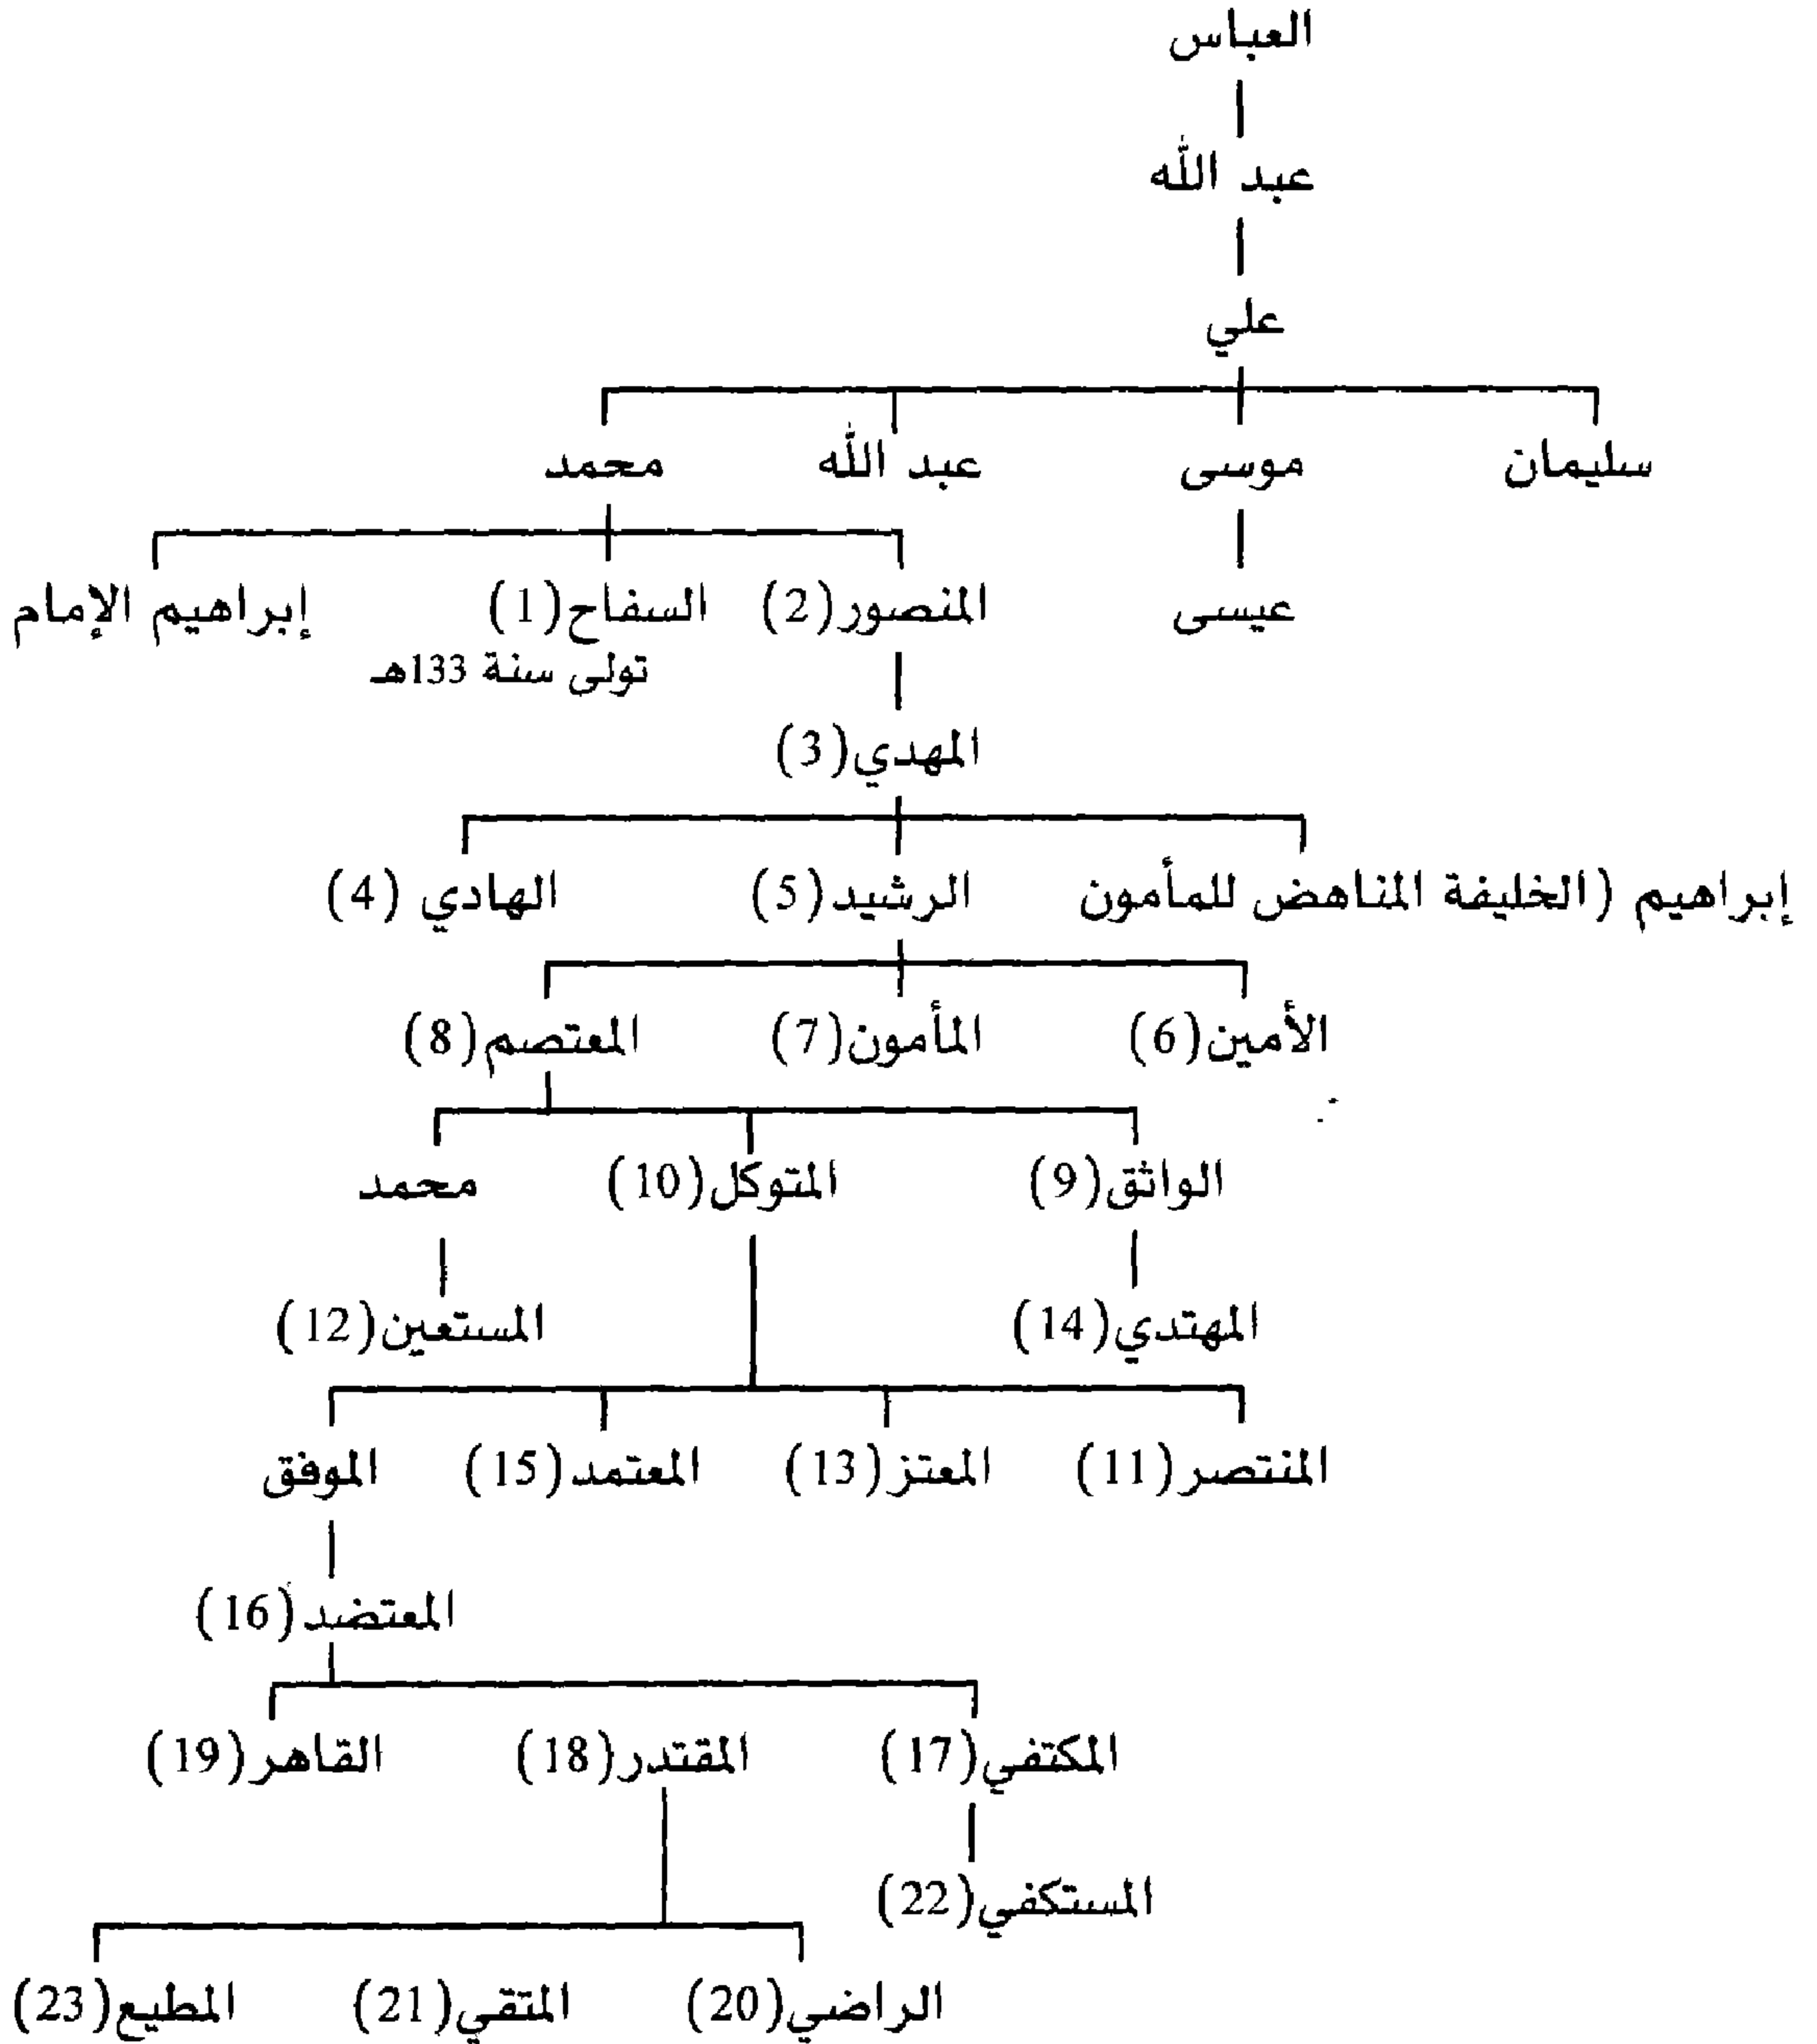 العباس
عبد الله
علي
سليمان موسى عبد الله محمد
عيسى المنصور(2) السفاح(1) إبراهيم الإمام
تولى سنة 133هـ
المهدي(3)
إبراهيم (الخليفة المناهض للمأمون الرشيد(5) الهادي (4)
الأمين(6) المأمون(7) المعتصم(8)
الواثق(9) المتوكل(10) محمد
المهتدي(14) المستعين(12)
المنتصر(11) المعتز(13) المعتمد(15) الموفق
المعتضد(16)
المكتفي(17) المقتدر(18) القاهر(19)
المستكفي(22)
الراضي(20) المتقي(21) المطيع(23)